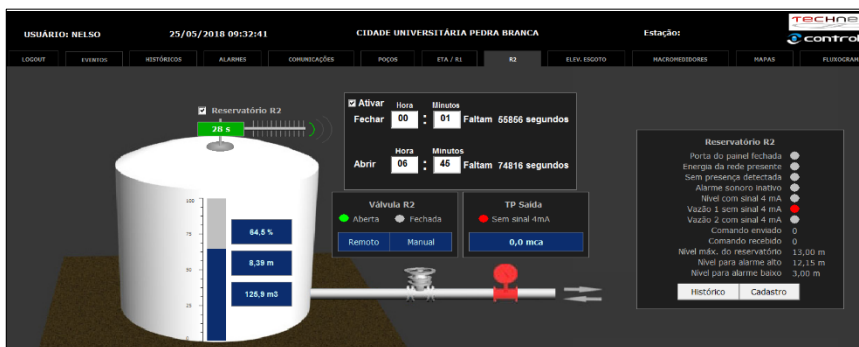 TECHNE
control
USUÁRIO: NELSO 25/05/2018 09:32:41 CIDADE UNIVERSITÁRIA PEDRA BRANCA Estação:
LOGOUT EVENTOS HISTÓRICOS ALARMES COMUNICAÇÕES POÇOS ETA / R1 R2 ELEV. ESGOTO MACROMEDIDORES MAPAS FLUXOGRAM
Reservatório R2
28 s
Ativar Hora Minutos
Fechar 00 : 01 Faltam 55856 segundos
Hora Minutos
Abrir 06 : 45 Faltam 74816 segundos
Válvula R2
Aberta Fechada
Remoto Manual
TP Saída
Sem sinal 4mA
0,0 mca
100
75
50
25
0
64,5 %
8,39 m
125,9 m3
Reservatório R2
Porta do painel fechada
Energia da rede presente
Sem presença detectada
Alarme sonoro inativo
Nível com sinal 4 mA
Vazão 1 sem sinal 4 mA
Vazão 2 com sinal 4 mA
Comando enviado 0
Comando recebido 0
Nível máx. do reservatório 13,00 m
Nível para alarme alto 12,15 m
Nível para alarme baixo 3,00 m
Histórico Cadastro